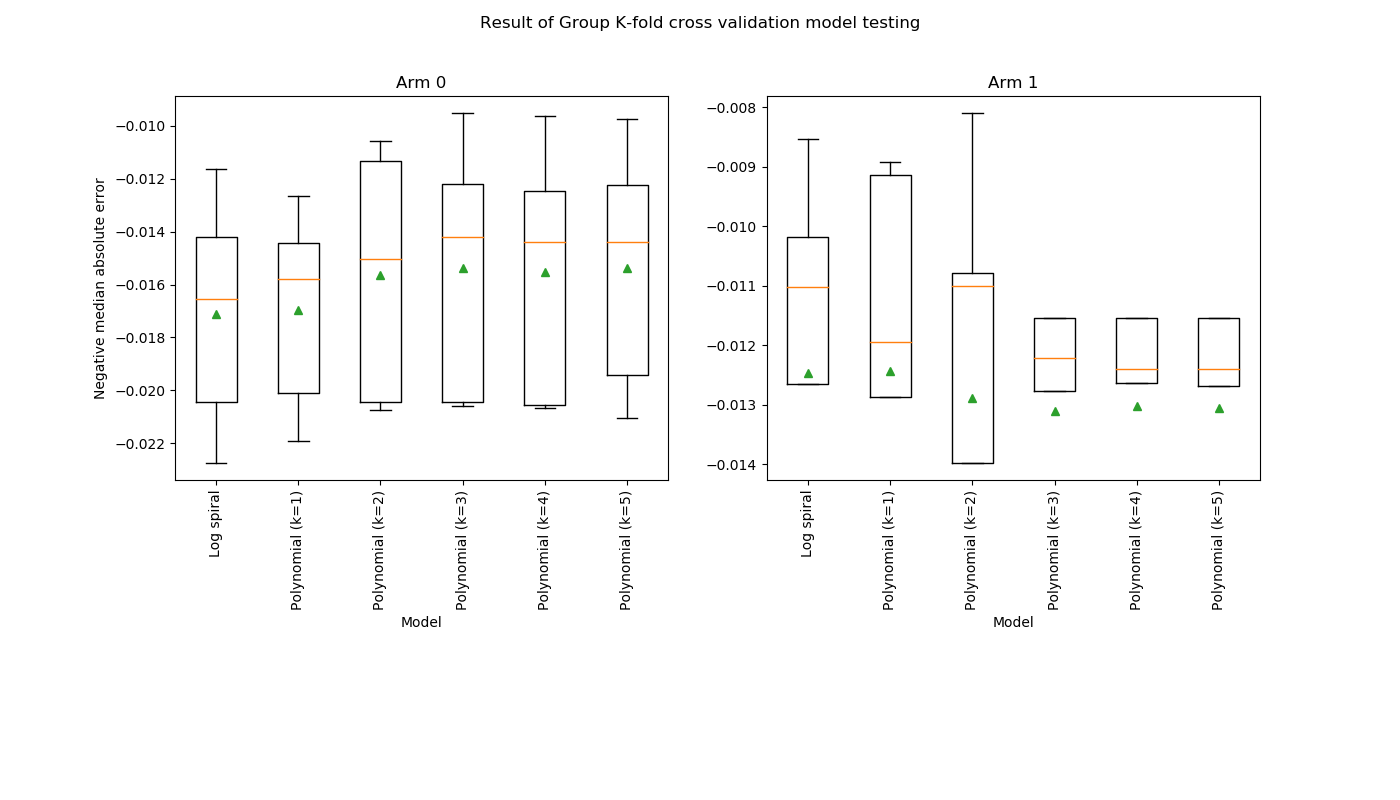 Result of Group K-fold cross validation model testing
Arm 0
Negative median absolute error
−0.010
−0.012
−0.014
−0.016
−0.018
−0.020
−0.022
Log spiral
Polynomial (k=1)
Polynomial (k=2)
Polynomial (k=3)
Polynomial (k=4)
Polynomial (k=5)
Model
Arm 1
−0.008
−0.009
−0.010
−0.011
−0.012
−0.013
−0.014
Log spiral
Polynomial (k=1)
Polynomial (k=2)
Polynomial (k=3)
Polynomial (k=4)
Polynomial (k=5)
Model